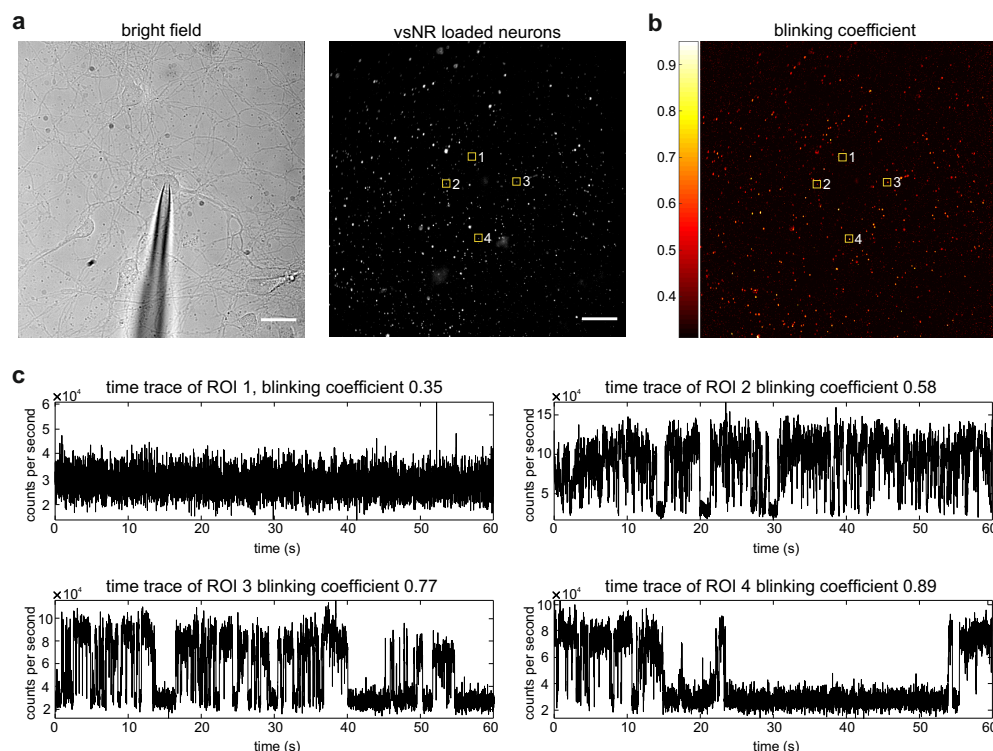 a
bright field
vsNR loaded neurons
1
2
3
4
b
blinking coefficient
0.9
0.8
0.7
0.6
0.5
0.4
1
2
3
4
c
time trace of ROI 1, blinking coefficient 0.35
×10⁴
6
5
4
3
2
counts per second
0 10 20 30 40 50 60
time (s)
time trace of ROI 2 blinking coefficient 0.58
×10⁴
15
10
5
counts per second
0 10 20 30 40 50 60
time (s)
time trace of ROI 3 blinking coefficient 0.77
×10⁴
10
8
6
4
2
counts per second
0 10 20 30 40 50 60
time (s)
time trace of ROI 4 blinking coefficient 0.89
×10⁴
10
8
6
4
2
counts per second
0 10 20 30 40 50 60
time (s)